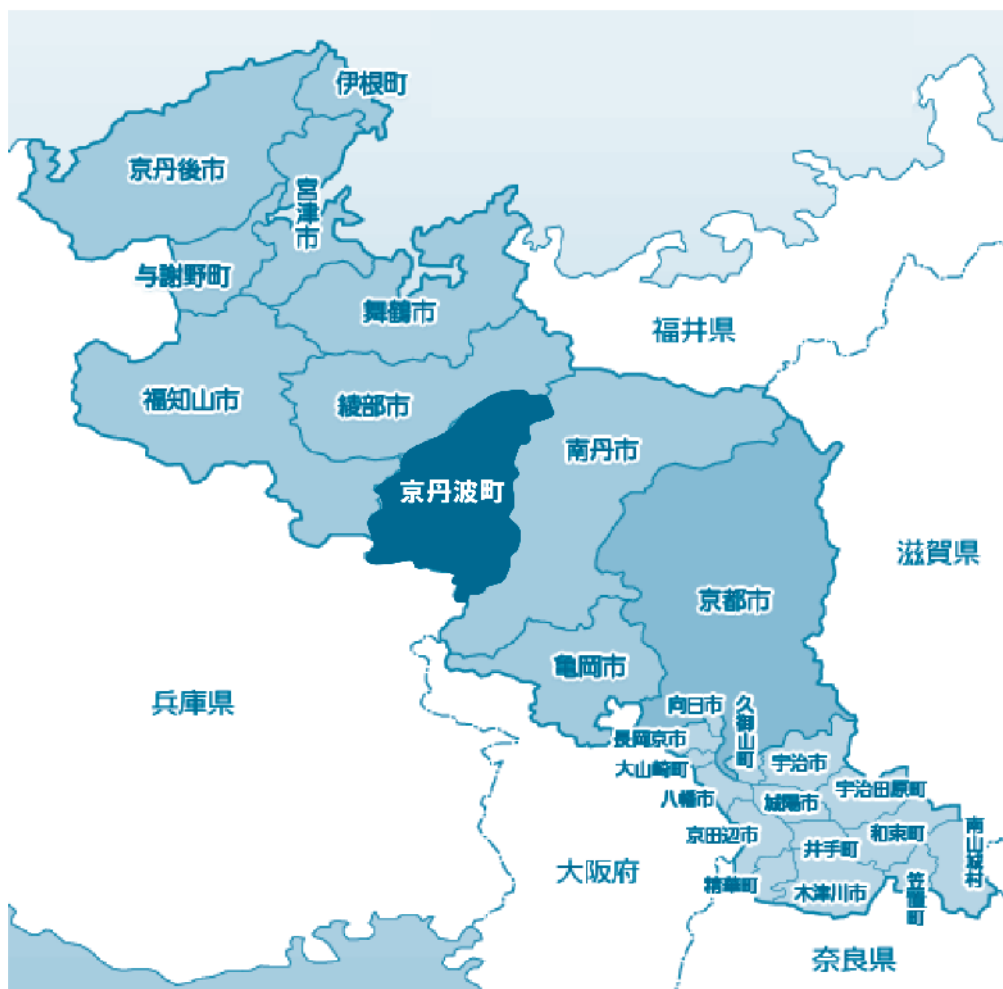 伊根町
京丹後市
宮津市
与謝野町
舞鶴市
福井県
福知山市
綾部市
南丹市
京丹波町
滋賀県
京都市
亀岡市
兵庫県
向日市
久御山町
長岡京市
宇治市
大山崎町
宇治田原町
八幡市
城陽市
南山城村
京田辺市
和束町
井手町
大阪府
精華町
木津川市
笠置町
奈良県